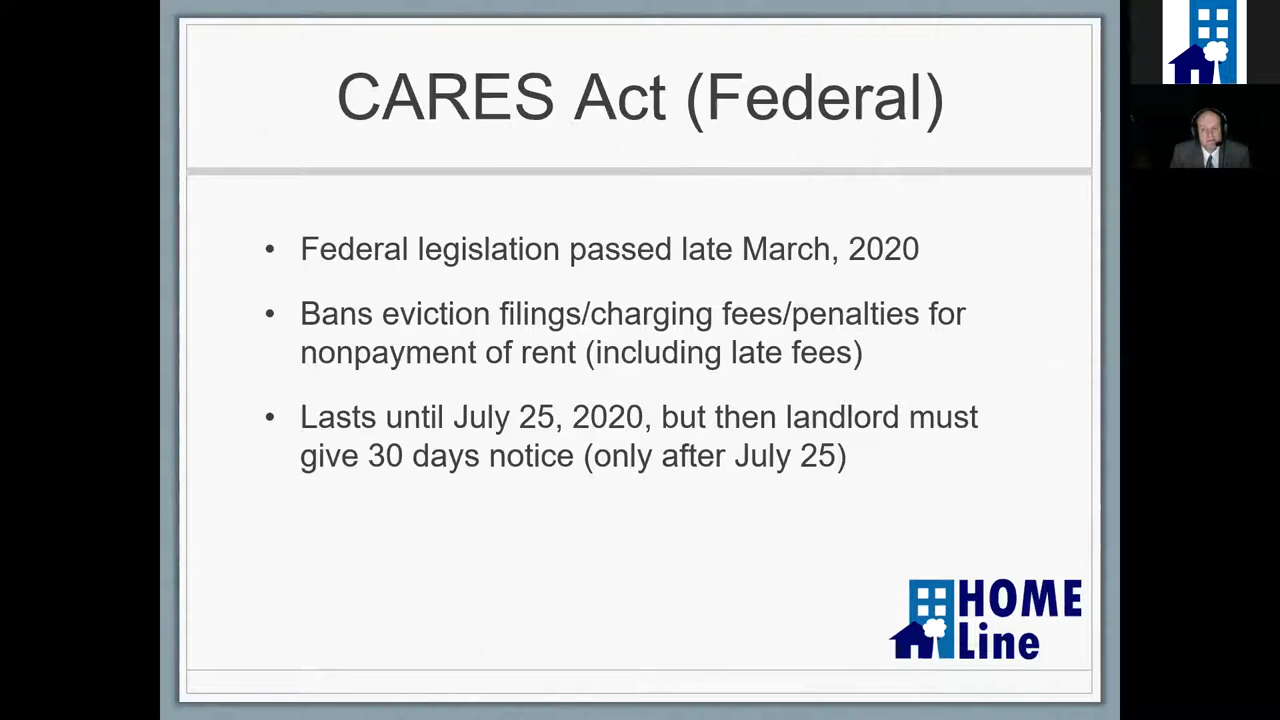 CARES Act (Federal)
• Federal legislation passed late March, 2020
• Bans eviction filings/charging fees/penalties for
nonpayment of rent (including late fees)
• Lasts until July 25, 2020, but then landlord must
give 30 days notice (only after July 25)
HOME
Line